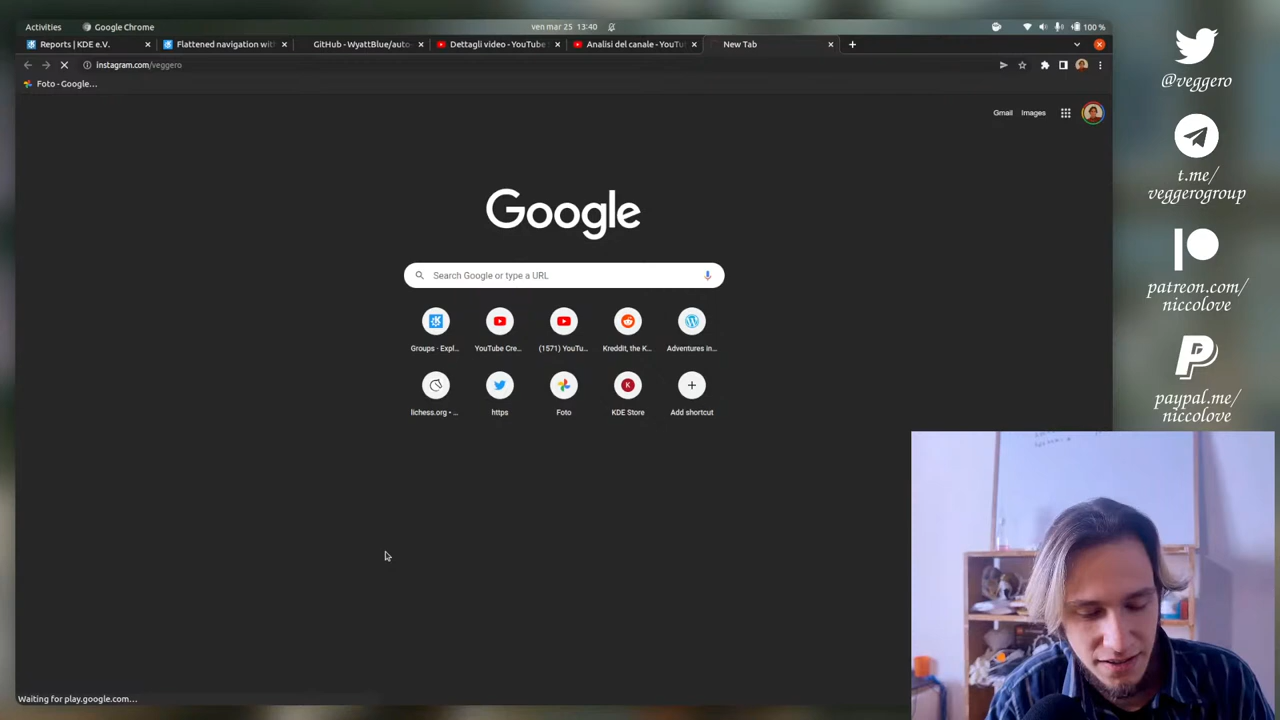 Activities
Google Chrome
ven mar 25 13:40
100 %
Reports | KDE e.V.
Flattened navigation with
GitHub - WyattBlue/auto-
Dettagli video - YouTube
Analisi del canale - YouTu
New Tab
instagram.com/veggero
Foto - Google...
Gmail
Images
Google
Search Google or type a URL
Groups - Expl...
YouTube Cre...
(1571) YouTu...
Kreddit, the K...
Adventures in...
lichess.org • ...
https
Foto
KDE Store
Add shortcut
Waiting for play.google.com...
@veggero
t.me/
veggerogroup
patreon.com/
niccolove
paypal.me/
niccolove